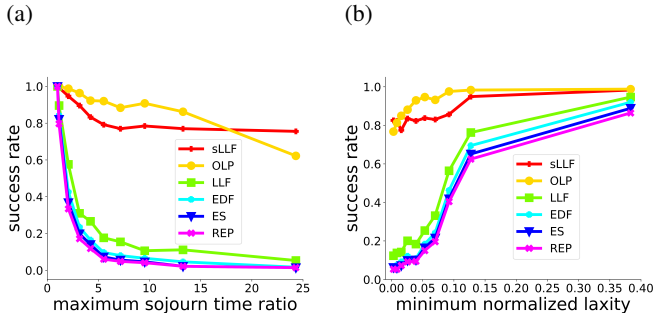 (a)
(b)
success rate
1.0
0.8
0.6
0.4
0.2
0.0
sLLF
OLP
LLF
EDF
ES
REP
0
5
10
15
20
25
maximum sojourn time ratio
success rate
1.0
0.8
0.6
0.4
0.2
0.0
sLLF
OLP
LLF
EDF
ES
REP
0.00
0.05
0.10
0.15
0.20
0.25
0.30
0.35
0.40
minimum normalized laxity